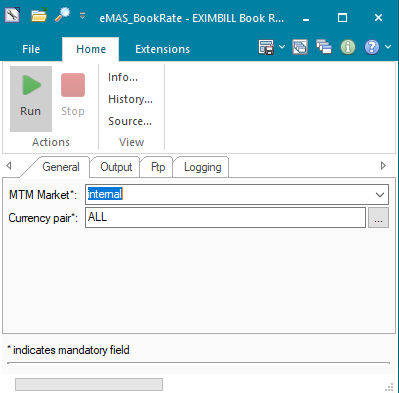 eMAS_BookRate - EXIMBILL Book R...
File Home Extensions
Run Stop
Info...
History...
Source...
Actions View
General Output Ftp Logging
MTM Market*: internal
Currency pair*: ALL ...
* indicates mandatory field